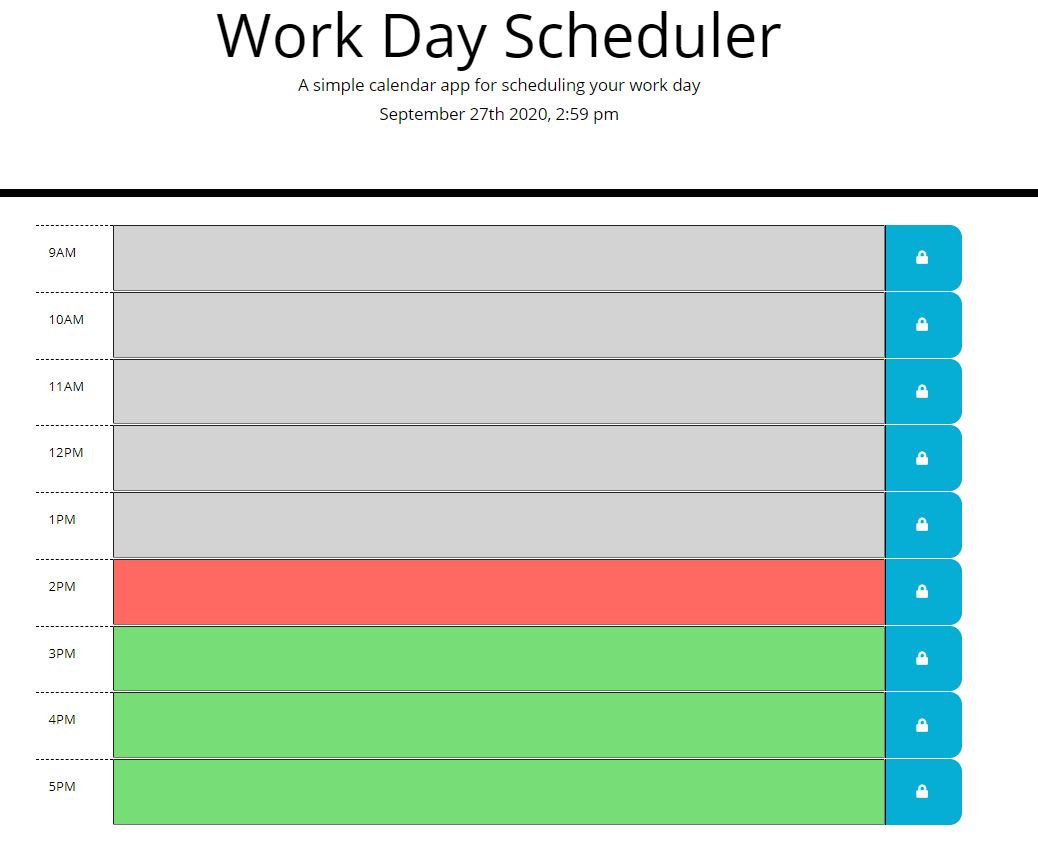 Work Day Scheduler
A simple calendar app for scheduling your work day
September 27th 2020, 2:59 pm
9AM
10AM
11AM
12PM
1PM
2PM
3PM
4PM
5PM